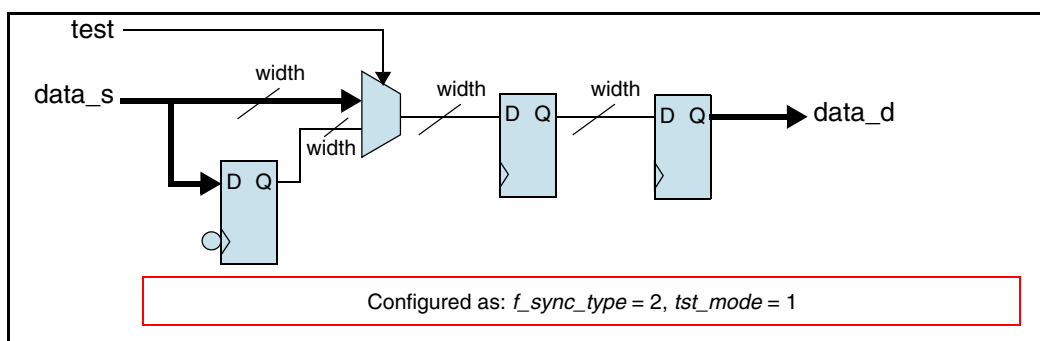 test
width
width
width
data_s
data_d
D Q
D Q
width
D Q
Configured as: f_sync_type = 2, tst_mode = 1